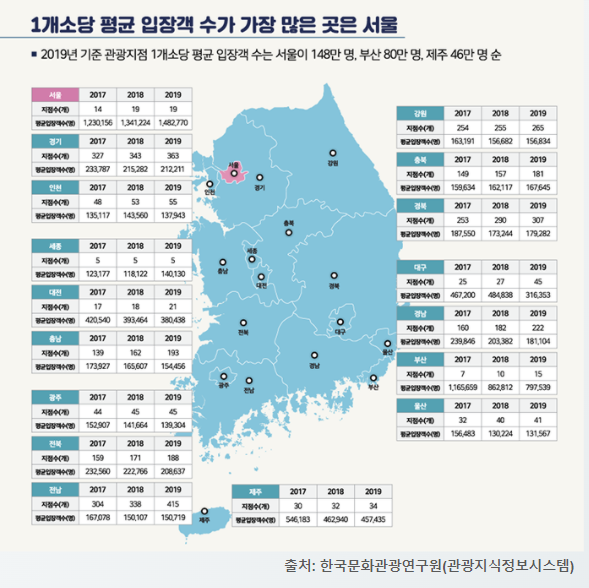 1개소당 평균 입장객 수가 가장 많은 곳은 서울
▪ 2019년 기준 관광지점 1개소당 평균 입장객 수는 서울이 148만 명, 부산 80만 명, 제주 46만 명 순
서울 2017 2018 2019
지점수(개) 14 19 19
평균입장객수(명) 1,230,156 1,341,224 1,482,770
경기 2017 2018 2019
지점수(개) 327 343 363
평균입장객수(명) 233,787 215,282 212,211
인천 2017 2018 2019
지점수(개) 48 53 55
평균입장객수(명) 135,117 143,560 137,943
세종 2017 2018 2019
지점수(개) 5 5 5
평균입장객수(명) 123,177 118,122 140,130
대전 2017 2018 2019
지점수(개) 17 18 21
평균입장객수(명) 420,540 393,464 380,438
충남 2017 2018 2019
지점수(개) 139 162 193
평균입장객수(명) 173,927 165,607 154,456
광주 2017 2018 2019
지점수(개) 44 45 45
평균입장객수(명) 152,907 141,664 139,304
전북 2017 2018 2019
지점수(개) 159 171 188
평균입장객수(명) 232,560 222,766 208,637
전남 2017 2018 2019
지점수(개) 304 338 415
평균입장객수(명) 167,078 150,107 150,719
서울
강원
인천
경기
충북
세종
충남
대전
경북
전북
대구
울산
경남
광주
전남
부산
제주
강원 2017 2018 2019
지점수(개) 254 255 265
평균입장객수(명) 163,191 156,682 156,834
충북 2017 2018 2019
지점수(개) 149 157 181
평균입장객수(명) 159,634 162,117 167,645
경북 2017 2018 2019
지점수(개) 253 290 307
평균입장객수(명) 187,550 173,244 179,282
대구 2017 2018 2019
지점수(개) 25 27 45
평균입장객수(명) 467,200 484,838 316,353
경남 2017 2018 2019
지점수(개) 160 182 222
평균입장객수(명) 239,846 203,382 181,104
부산 2017 2018 2019
지점수(개) 7 10 15
평균입장객수(명) 1,165,659 862,812 797,539
울산 2017 2018 2019
지점수(개) 32 40 41
평균입장객수(명) 156,483 130,224 131,567
제주 2017 2018 2019
지점수(개) 30 32 34
평균입장객수(명) 546,183 462,940 457,435
출처: 한국문화관광연구원(관광지식정보시스템)